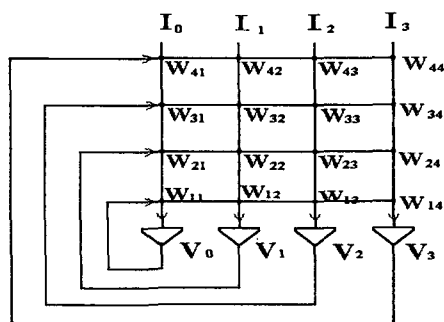 I₀ I₁ I₂ I₃
W₄₁ W₄₂ W₄₃ W₄₄
W₃₁ W₃₂ W₃₃ W₃₄
W₂₁ W₂₂ W₂₃ W₂₄
W₁₁ W₁₂ W₁₃ W₁₄
V₀ V₁ V₂ V₃